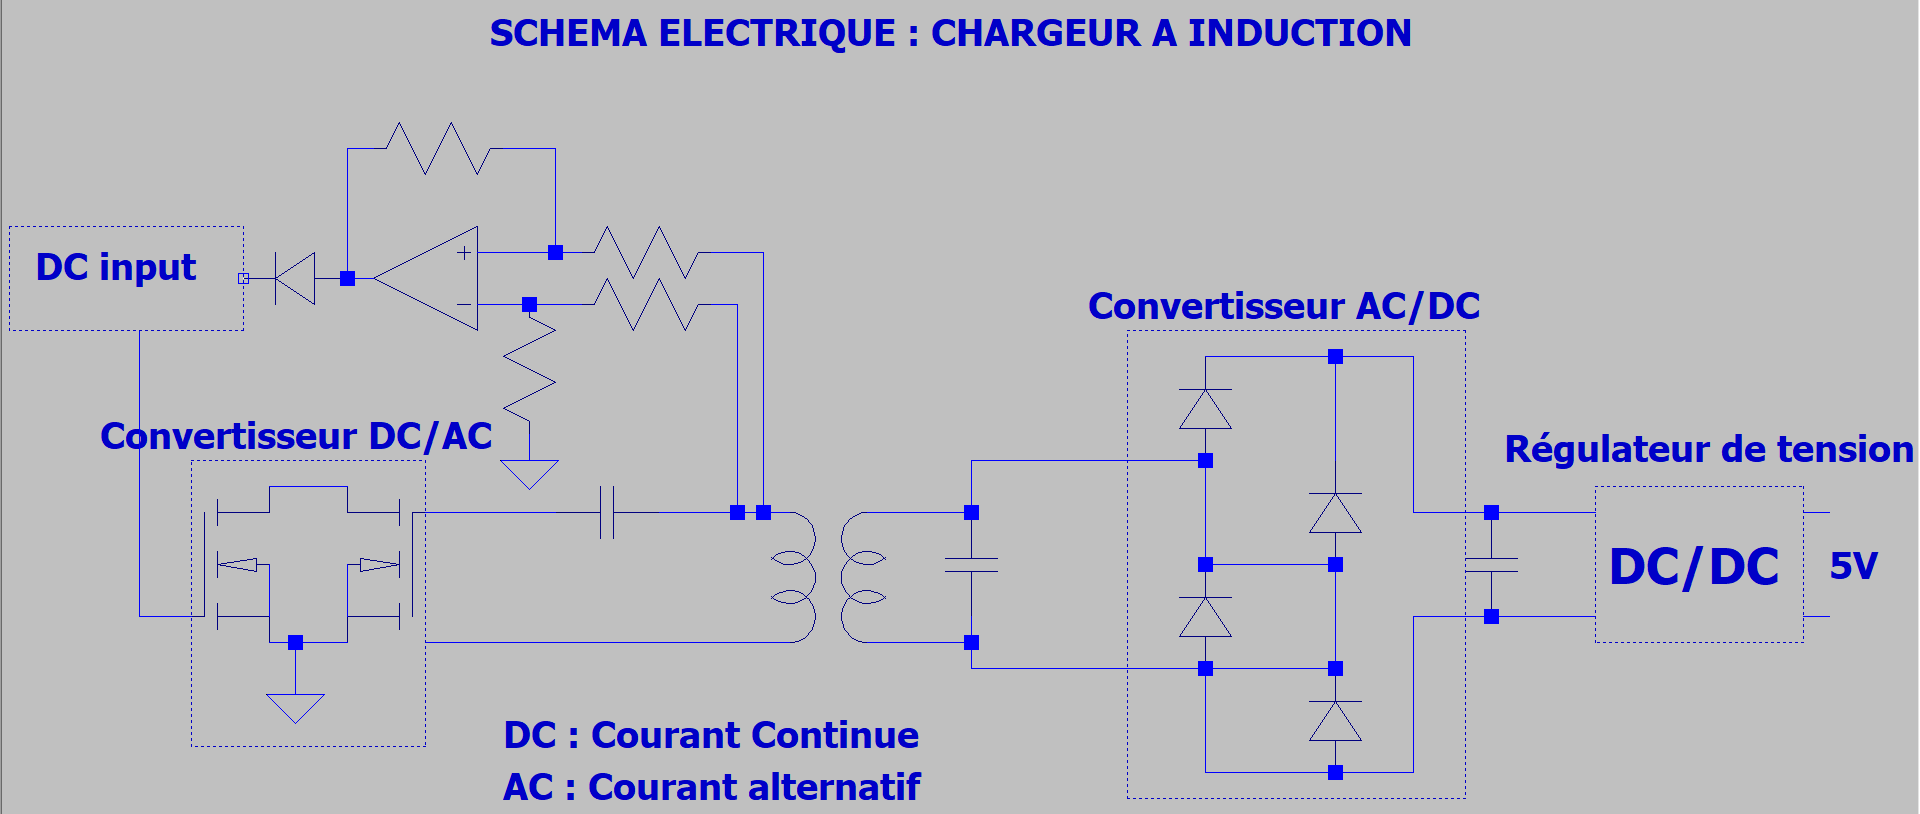 SCHEMA ELECTRIQUE : CHARGEUR A INDUCTION
DC input
+
−
Convertisseur DC/AC
Convertisseur AC/DC
Régulateur de tension
DC/DC
5V
DC : Courant Continue
AC : Courant alternatif